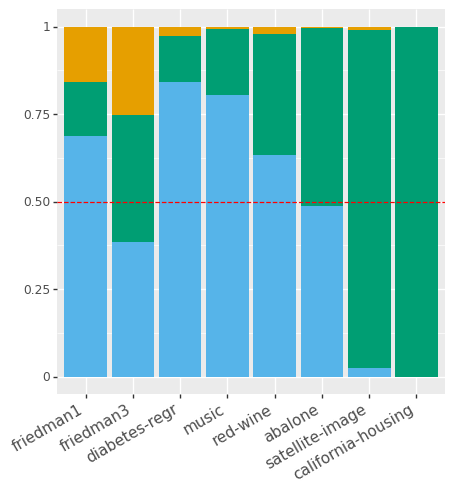 1
0.75
0.50
0.25
0
friedman1
friedman3
diabetes-regr
music
red-wine
abalone
satellite-image
california-housing